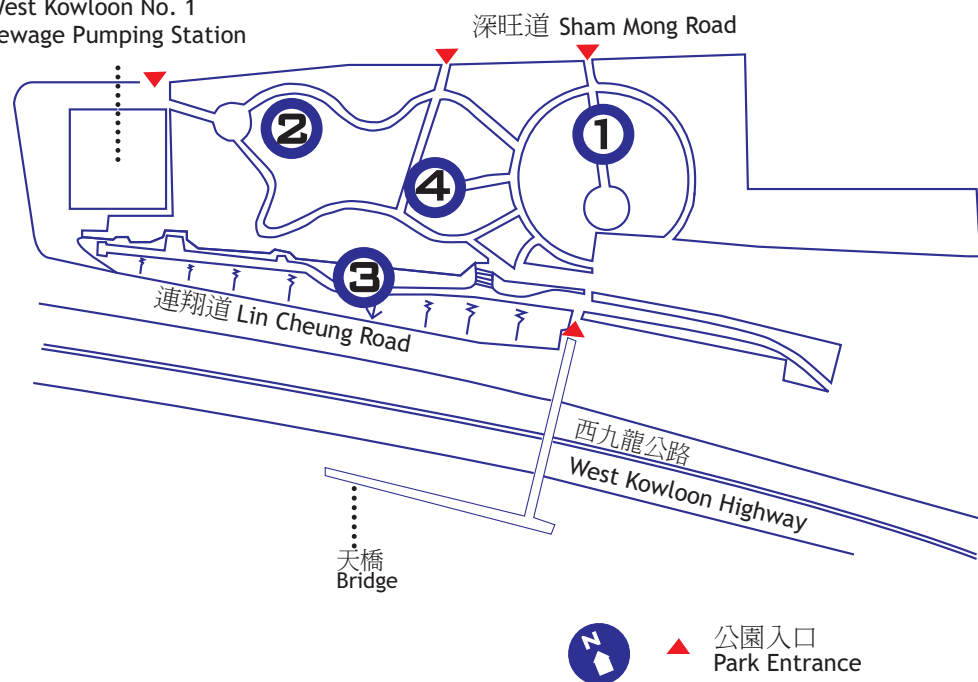 West Kowloon No. 1
Sewage Pumping Station
深旺道 Sham Mong Road
2
1
4
3
連翔道 Lin Cheung Road
西九龍公路
West Kowloon Highway
天橋
Bridge
N
公園入口
Park Entrance